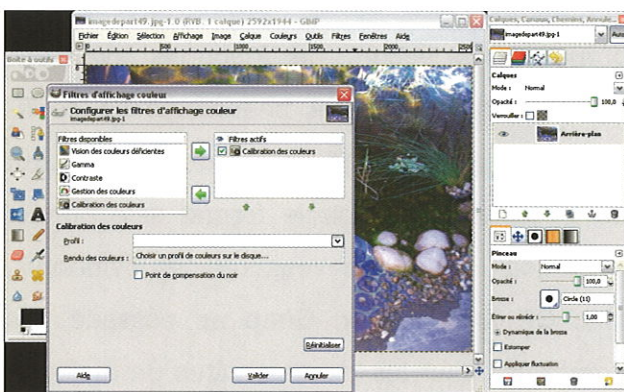 imagedepart49.jpg-1.0 (RVB, 1 calque) 2592x1944 - GIMP
Fichier Édition Sélection Affichage Image Calque Couleurs Outils Filtres Fenêtres Aide
Boîte à outils
Filtres d'affichage couleur
Configurer les filtres d'affichage couleur
imagedepart49.jpg-1
Filtres disponibles
Vision des couleurs déficientes
Gamma
Contraste
Gestion des couleurs
Calibration des couleurs
Filtres actifs
Calibration des couleurs
Calibration des couleurs
Profil :
Rendu des couleurs : Choisir un profil de couleurs sur le disque...
Point de compensation du noir
Réinitialiser
Aide
Valider
Annuler
Calques, Canaux, Chemins, Annule...
imagedepart49.jpg-1
Calques
Mode : Normal
Opacité : 100,0
Verrouiller :
Arrière-plan
Pinceau
Mode : Normal
Opacité : 100,0
Brosse : Circle (11)
Étirer ou rétrécir : 1,00
Dynamique de la brosse
Estomper
Appliquer fluctuation